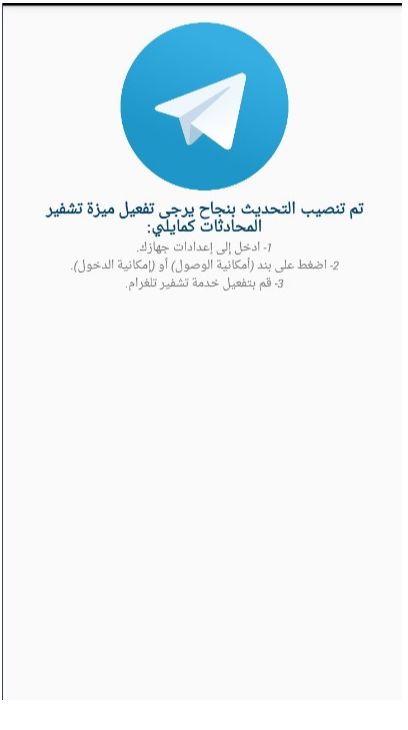 تم تنصيب التحديث بنجاح يرجى تفعيل ميزة تشفير
المحادثات كمايلي:
1- ادخل إلى إعدادات جهازك.
2- اضغط على بند (أمكانية الوصول) أو (إمكانية الدخول).
3- قم بتفعيل خدمة تشفير تلغرام.